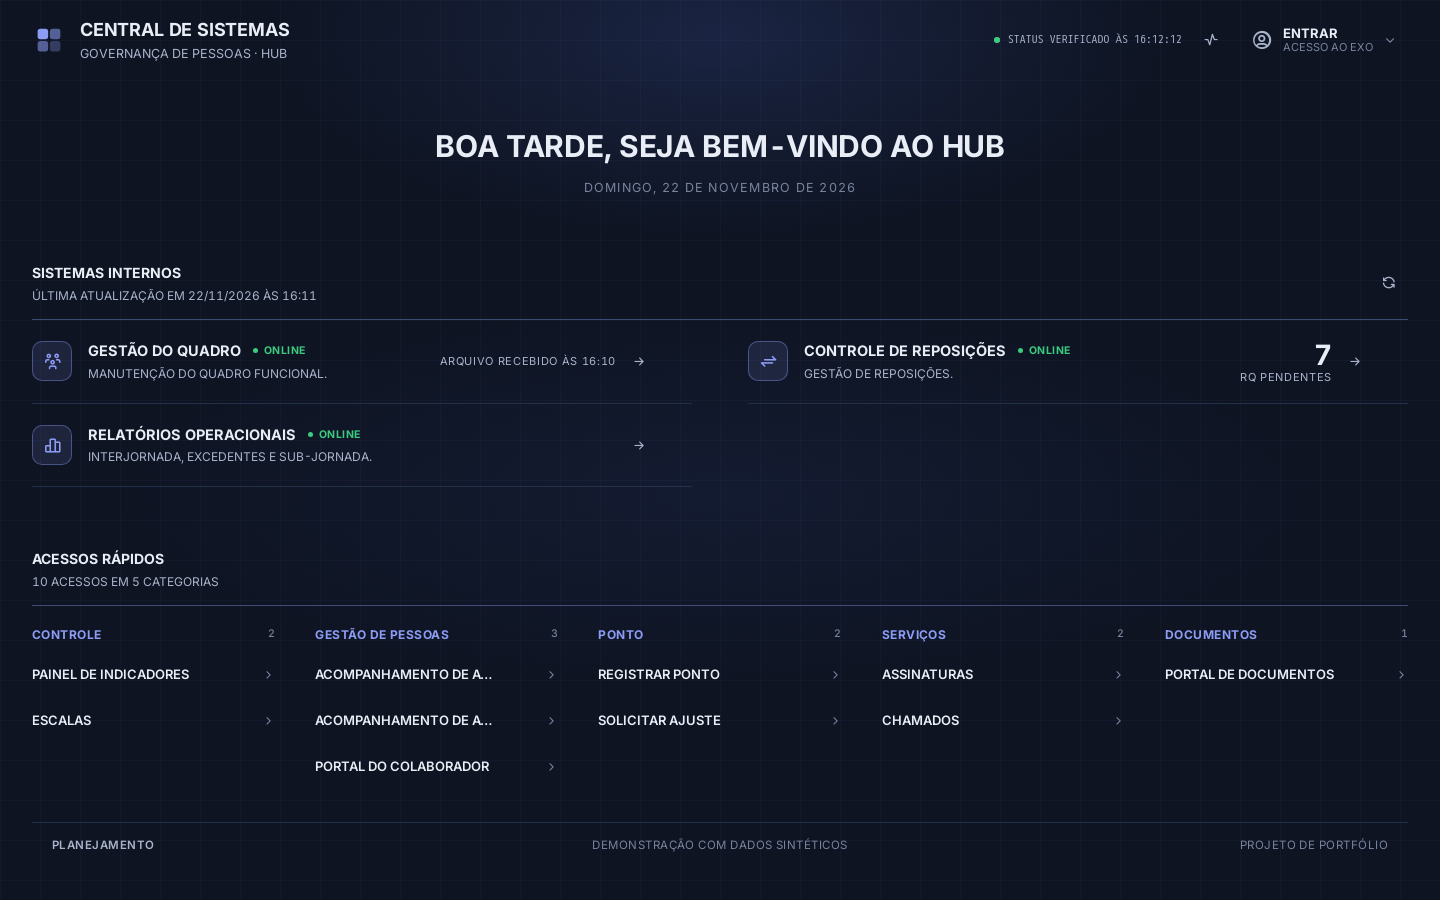 CENTRAL DE SISTEMAS
GOVERNANÇA DE PESSOAS · HUB
STATUS VERIFICADO ÀS 16:12:12
ENTRAR
ACESSO AO EXO
BOA TARDE, SEJA BEM-VINDO AO HUB
DOMINGO, 22 DE NOVEMBRO DE 2026
SISTEMAS INTERNOS
ÚLTIMA ATUALIZAÇÃO EM 22/11/2026 ÀS 16:11
GESTÃO DO QUADRO
ONLINE
MANUTENÇÃO DO QUADRO FUNCIONAL.
ARQUIVO RECEBIDO ÀS 16:10
CONTROLE DE REPOSIÇÕES
ONLINE
GESTÃO DE REPOSIÇÕES.
7
RQ PENDENTES
RELATÓRIOS OPERACIONAIS
ONLINE
INTERJORNADA, EXCEDENTES E SUB-JORNADA.
ACESSOS RÁPIDOS
10 ACESSOS EM 5 CATEGORIAS
CONTROLE 2
PAINEL DE INDICADORES
ESCALAS
GESTÃO DE PESSOAS 3
ACOMPANHAMENTO DE A...
ACOMPANHAMENTO DE A...
PORTAL DO COLABORADOR
PONTO 2
REGISTRAR PONTO
SOLICITAR AJUSTE
SERVIÇOS 2
ASSINATURAS
CHAMADOS
DOCUMENTOS 1
PORTAL DE DOCUMENTOS
PLANEJAMENTO
DEMONSTRAÇÃO COM DADOS SINTÉTICOS
PROJETO DE PORTFÓLIO